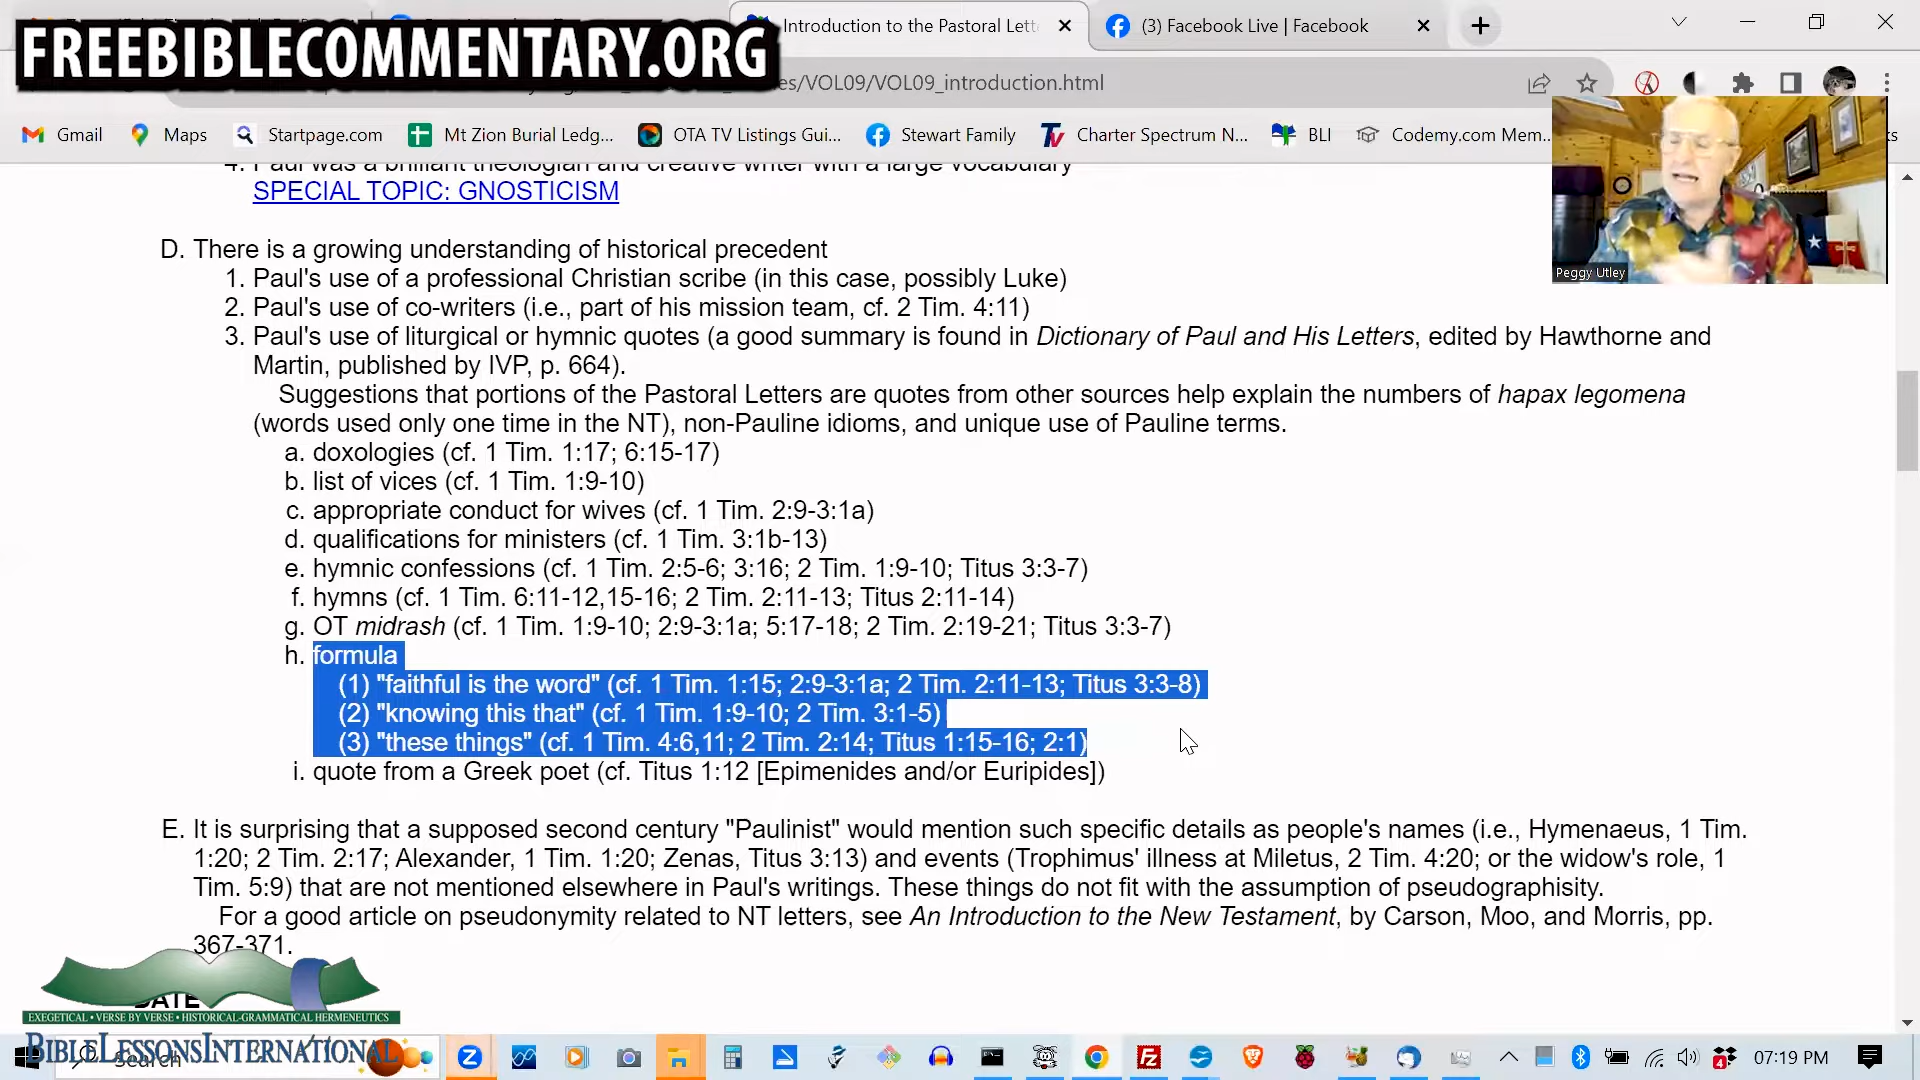 FREEBIBLECOMMENTARY.ORG
Introduction to the Pastoral Lett
(3) Facebook Live | Facebook
es/VOL09/VOL09_introduction.html
Gmail
Maps
Startpage.com
Mt Zion Burial Ledg...
OTA TV Listings Gui...
Stewart Family
Charter Spectrum N...
BLI
Codemy.com Mem...
ks
Peggy Utley
4. Paul was a brilliant theologian and creative writer with a large vocabulary
SPECIAL TOPIC: GNOSTICISM
D. There is a growing understanding of historical precedent
1. Paul's use of a professional Christian scribe (in this case, possibly Luke)
2. Paul's use of co-writers (i.e., part of his mission team, cf. 2 Tim. 4:11)
3. Paul's use of liturgical or hymnic quotes (a good summary is found in Dictionary of Paul and His Letters, edited by Hawthorne and
Martin, published by IVP, p. 664).
Suggestions that portions of the Pastoral Letters are quotes from other sources help explain the numbers of hapax legomena
(words used only one time in the NT), non-Pauline idioms, and unique use of Pauline terms.
a. doxologies (cf. 1 Tim. 1:17; 6:15-17)
b. list of vices (cf. 1 Tim. 1:9-10)
c. appropriate conduct for wives (cf. 1 Tim. 2:9-3:1a)
d. qualifications for ministers (cf. 1 Tim. 3:1b-13)
e. hymnic confessions (cf. 1 Tim. 2:5-6; 3:16; 2 Tim. 1:9-10; Titus 3:3-7)
f. hymns (cf. 1 Tim. 6:11-12,15-16; 2 Tim. 2:11-13; Titus 2:11-14)
g. OT midrash (cf. 1 Tim. 1:9-10; 2:9-3:1a; 5:17-18; 2 Tim. 2:19-21; Titus 3:3-7)
h. formula
(1) "faithful is the word" (cf. 1 Tim. 1:15; 2:9-3:1a; 2 Tim. 2:11-13; Titus 3:3-8)
(2) "knowing this that" (cf. 1 Tim. 1:9-10; 2 Tim. 3:1-5)
(3) "these things" (cf. 1 Tim. 4:6,11; 2 Tim. 2:14; Titus 1:15-16; 2:1)
i. quote from a Greek poet (cf. Titus 1:12 [Epimenides and/or Euripides])
E. It is surprising that a supposed second century "Paulinist" would mention such specific details as people's names (i.e., Hymenaeus, 1 Tim.
1:20; 2 Tim. 2:17; Alexander, 1 Tim. 1:20; Zenas, Titus 3:13) and events (Trophimus' illness at Miletus, 2 Tim. 4:20; or the widow's role, 1
Tim. 5:9) that are not mentioned elsewhere in Paul's writings. These things do not fit with the assumption of pseudographisity.
For a good article on pseudonymity related to NT letters, see An Introduction to the New Testament, by Carson, Moo, and Morris, pp.
367-371.
DATE
EXEGETICAL • VERSE BY VERSE • HISTORICAL-GRAMMATICAL HERMENEUTICS
BIBLELESSONSINTERNATIONAL
Search
07:19 PM